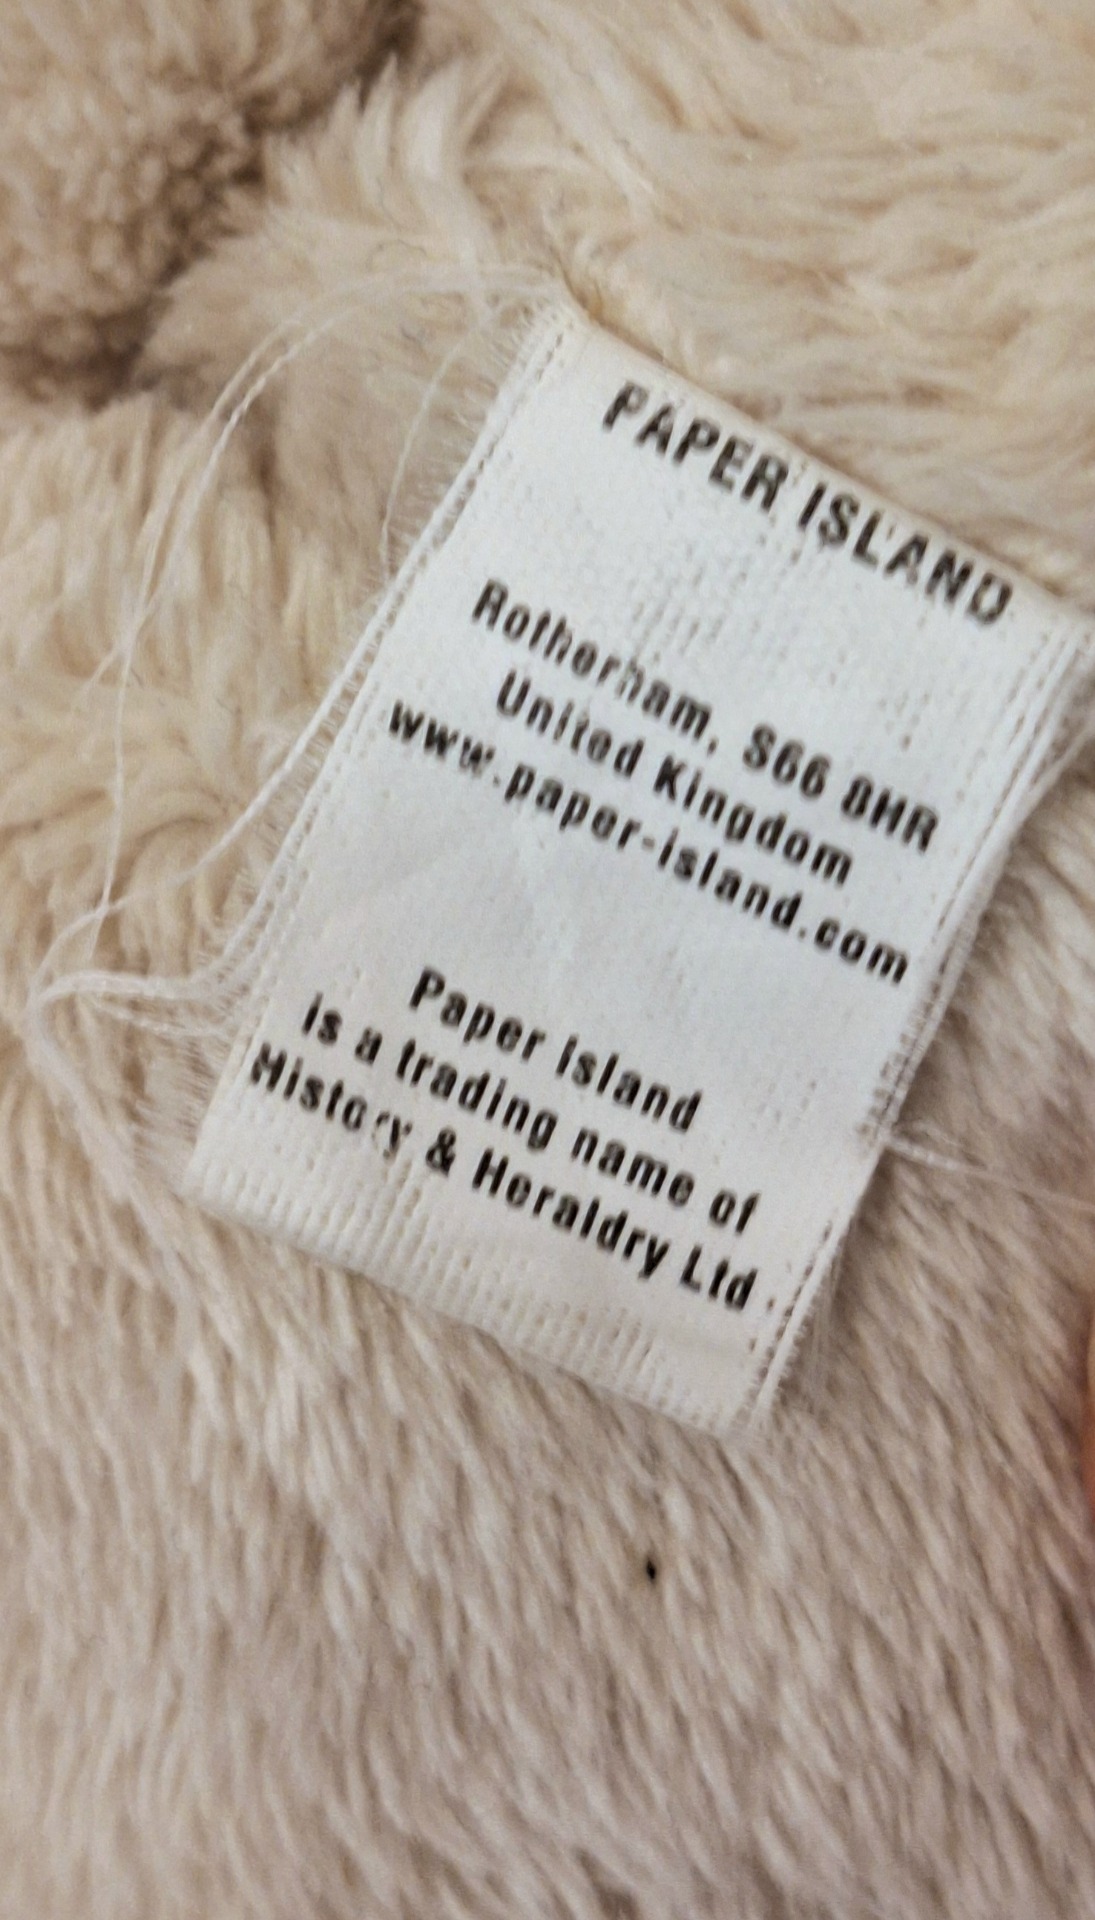 PAPER ISLAND
Rotherham, S66 8HR
United Kingdom
www.paper-island.com
Paper Island
is a trading name of
History & Heraldry Ltd